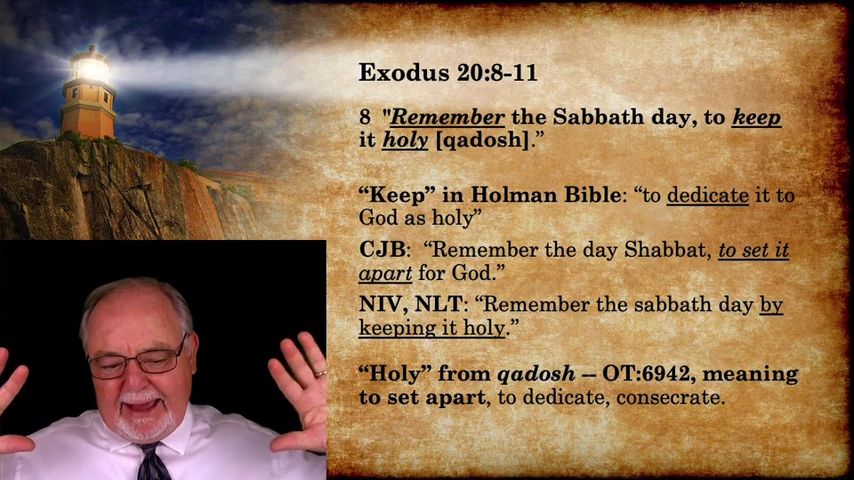 Exodus 20:8-11
8 "Remember the Sabbath day, to keep
it holy [qadosh].”
“Keep” in Holman Bible: “to dedicate it to
God as holy”
CJB: “Remember the day Shabbat, to set it
apart for God.”
NIV, NLT: “Remember the sabbath day by
keeping it holy.”
“Holy” from qadosh -- OT:6942, meaning
to set apart, to dedicate, consecrate.